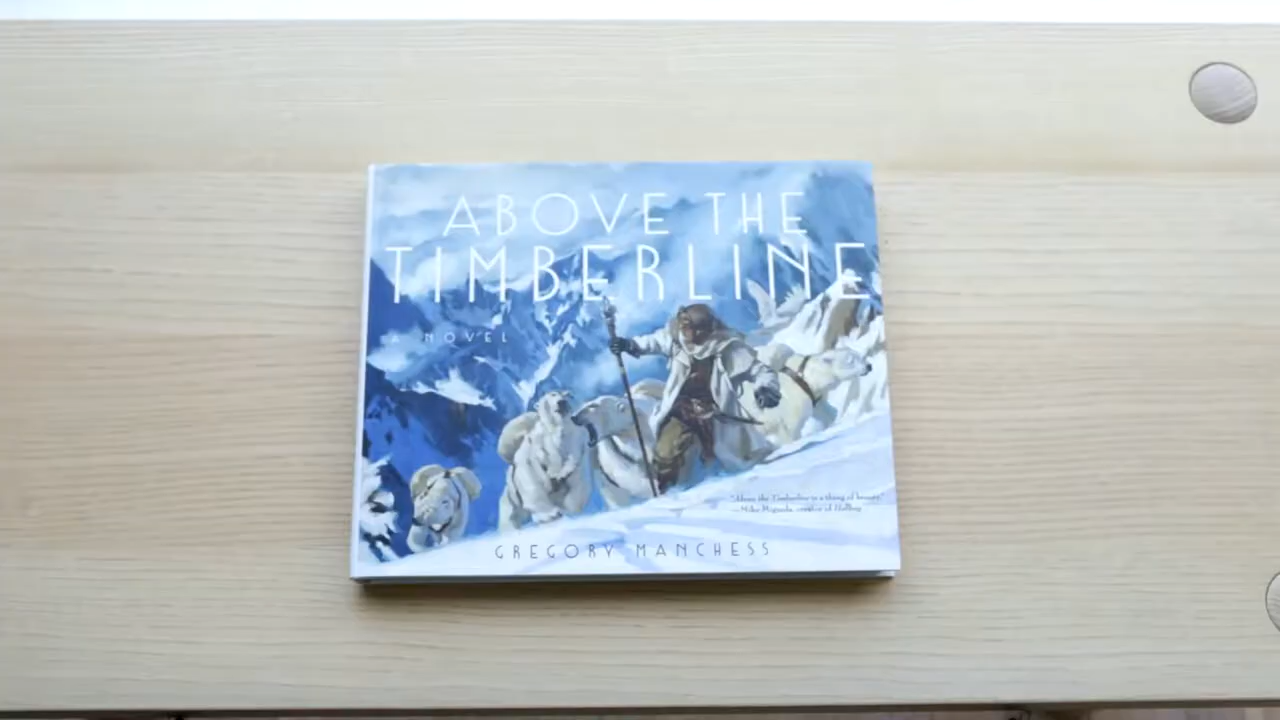 ABOVE THE
TIMBERLINE
A NOVEL
"Above the Timberline is a thing of beauty."
—Mike Mignola, creator of Hellboy
GREGORY MANCHESS